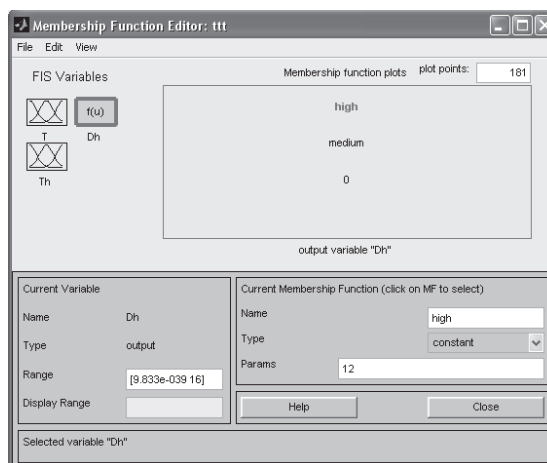 Membership Function Editor: ttt
File Edit View
FIS Variables
Membership function plots plot points: 181
f(u)
T Dh
Th
high
medium
0
output variable "Dh"
Current Variable
Name Dh
Type output
Range [9.833e-039 16]
Display Range
Current Membership Function (click on MF to select)
Name high
Type constant
Params 12
Help Close
Selected variable "Dh"